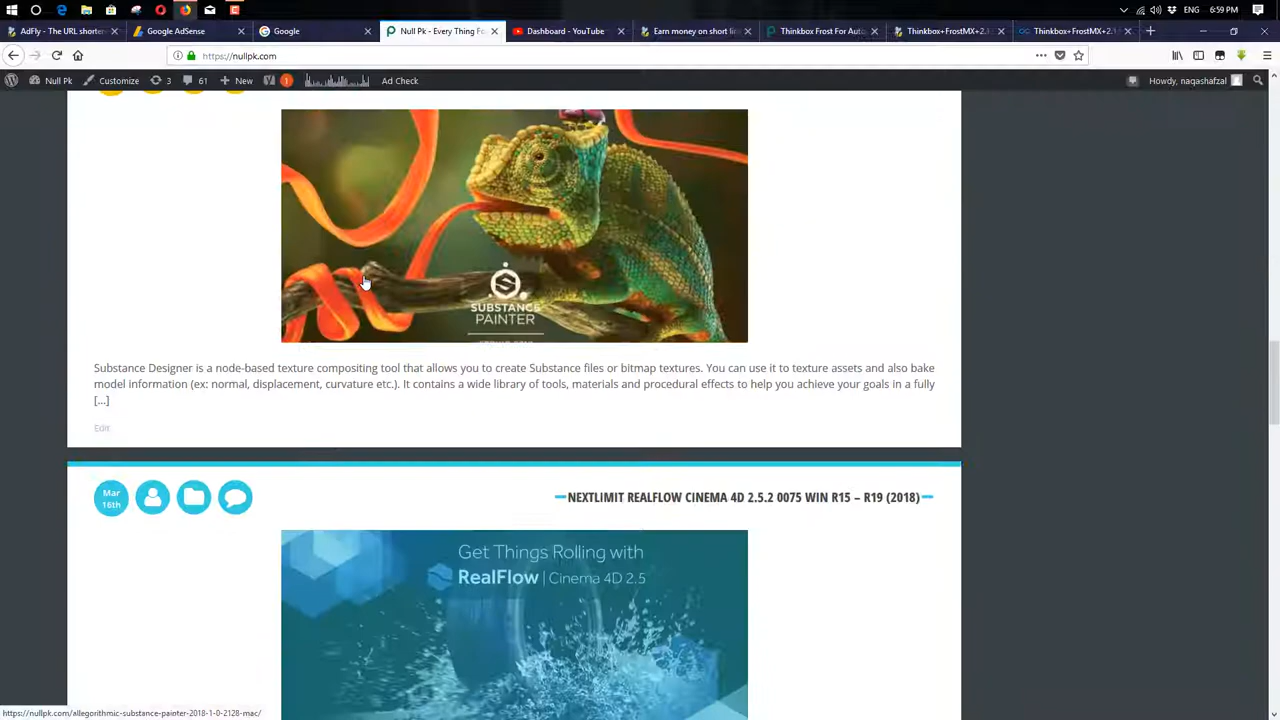 ENG 6:59 PM
AdFly - The URL shorten
Google AdSense
Google
Null Pk - Every Thing Fo
Dashboard - YouTube
Earn money on short lin
Thinkbox Frost For Auto
Thinkbox+FrostMX+2.
Thinkbox+FrostMX+2.
https://nullpk.com
Null Pk
Customize
3
61
New
1
Ad Check
Howdy, naqashafzal
SUBSTANCE
PAINTER
Substance Designer is a node-based texture compositing tool that allows you to create Substance files or bitmap textures. You can use it to texture assets and also bake
model information (ex: normal, displacement, curvature etc.). It contains a wide library of tools, materials and procedural effects to help you achieve your goals in a fully
[...]
Edit
Mar
16th
NEXTLIMIT REALFLOW CINEMA 4D 2.5.2 0075 WIN R15 – R19 (2018)
Get Things Rolling with
RealFlow | Cinema 4D 2.5
https://nullpk.com/allegorithmic-substance-painter-2018-1-0-2128-mac/